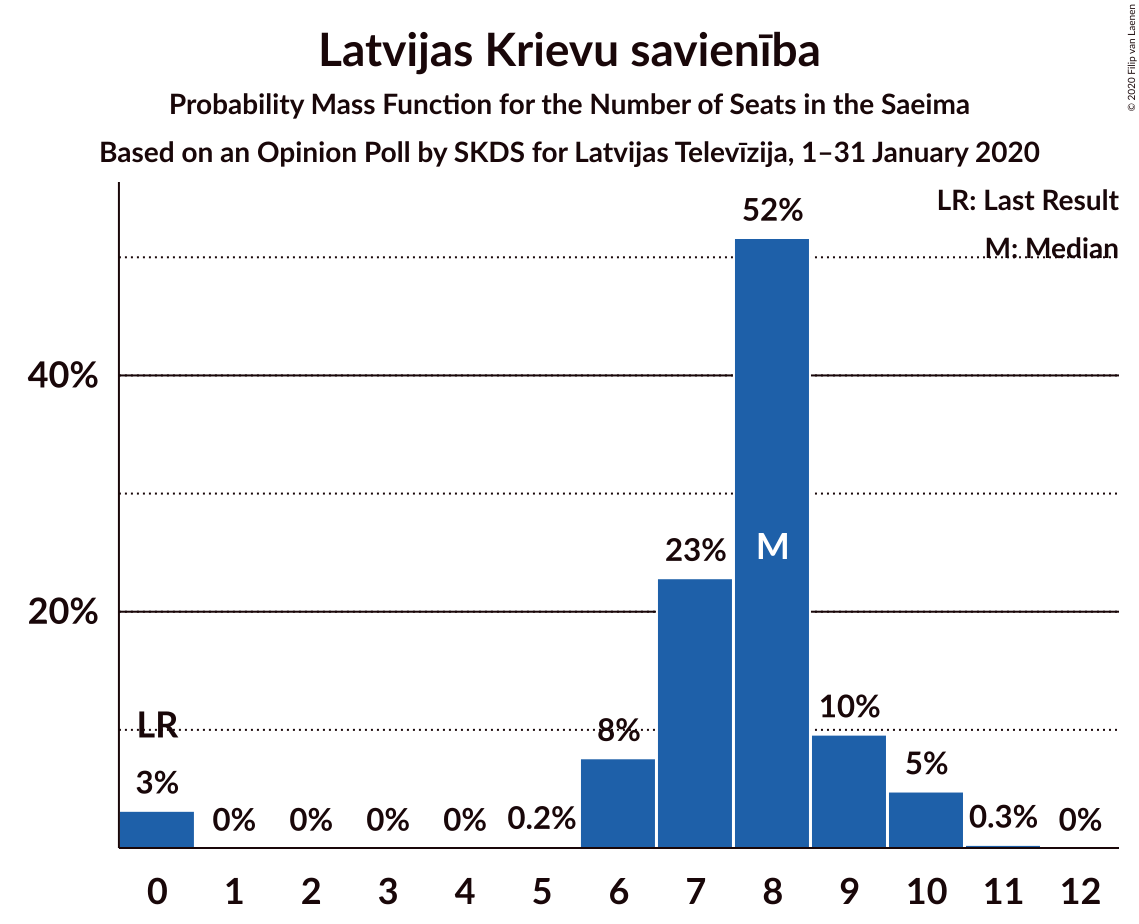 Latvijas Krievu savienība
Probability Mass Function for the Number of Seats in the Saeima
Based on an Opinion Poll by SKDS for Latvijas Televīzija, 1–31 January 2020
© 2020 Filip van Laenen
LR: Last Result
M: Median
52%
40%
23%
M
20%
LR
10%
8%
3%
0%
0%
0%
0%
0.2%
5%
0.3%
0%
0 1 2 3 4 5 6 7 8 9 10 11 12